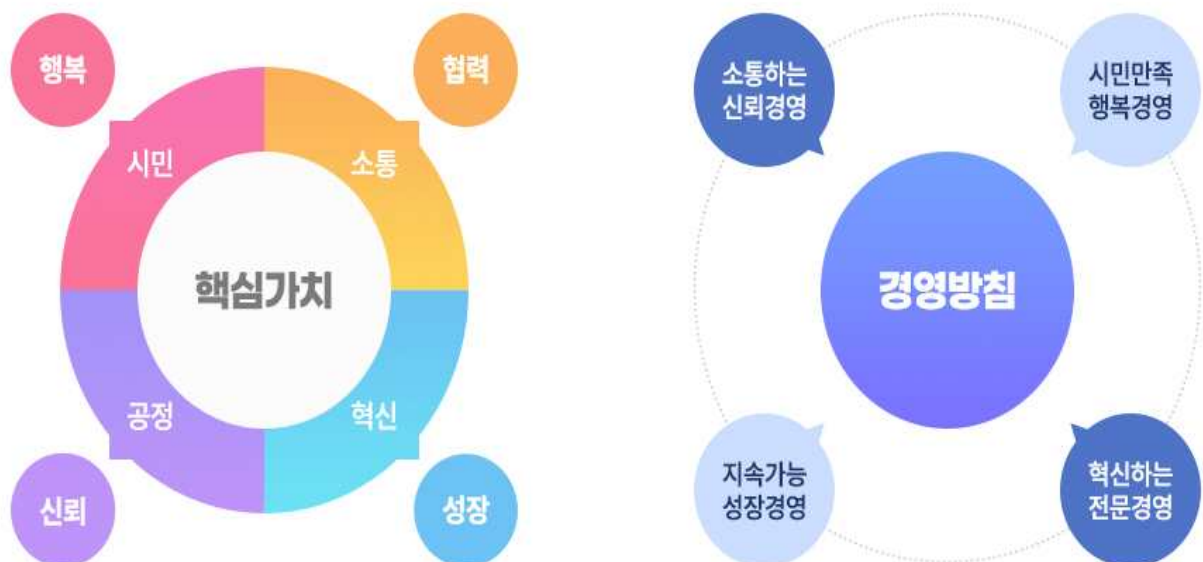 행복
협력
시민
소통
핵심가치
공정
혁신
신뢰
성장
소통하는
신뢰경영
시민만족
행복경영
경영방침
지속가능
성장경영
혁신하는
전문경영